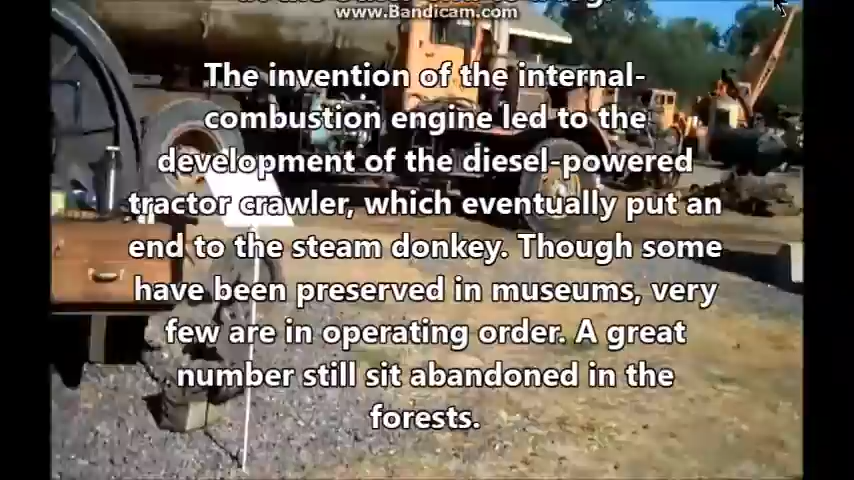 www.Bandicam.com
The invention of the internal-
combustion engine led to the
development of the diesel-powered
tractor crawler, which eventually put an
end to the steam donkey. Though some
have been preserved in museums, very
few are in operating order. A great
number still sit abandoned in the
forests.